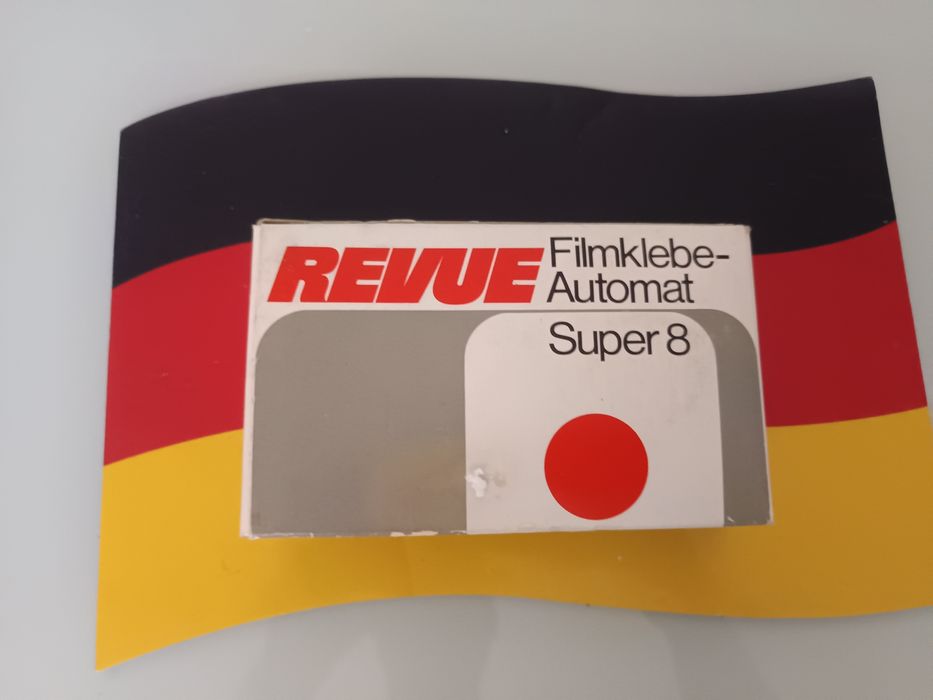 REVUE
Filmklebe-
Automat
Super 8